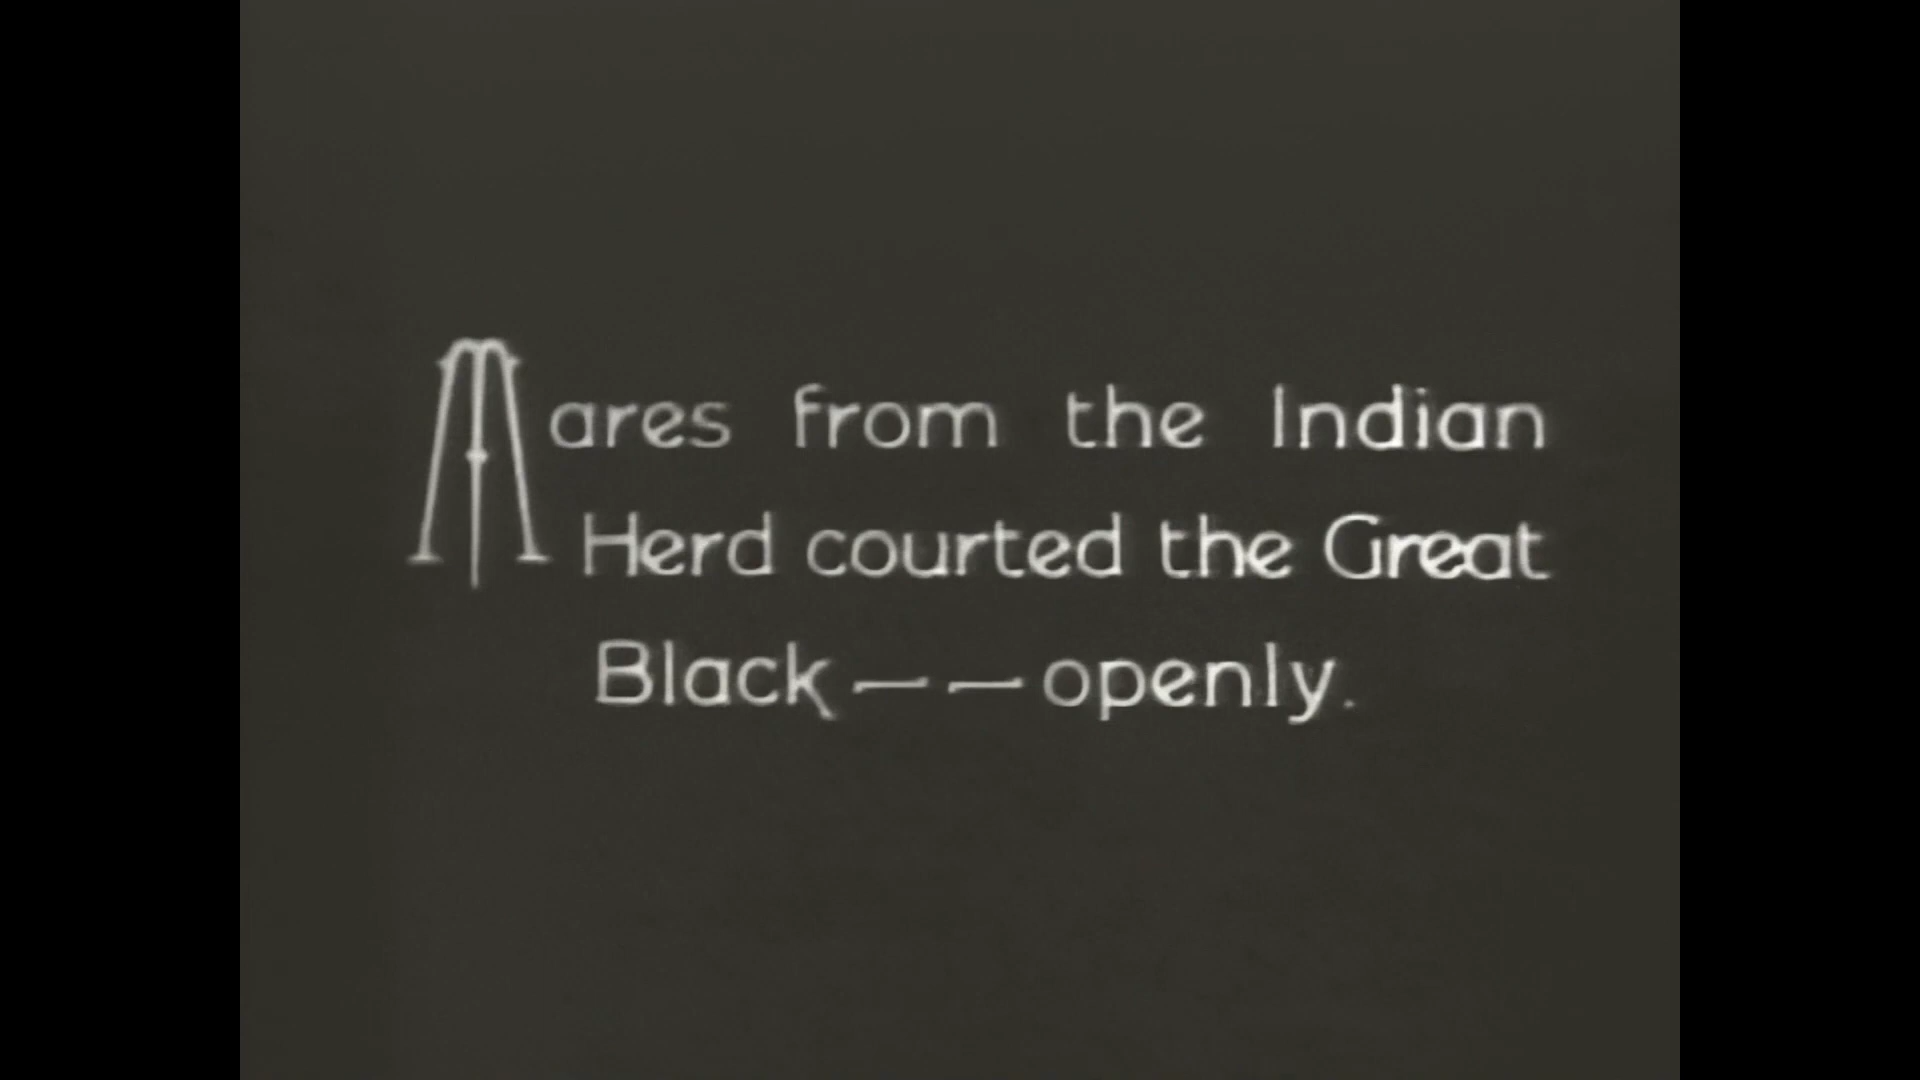 Mares from the Indian
Herd courted the Great
Black — — openly.